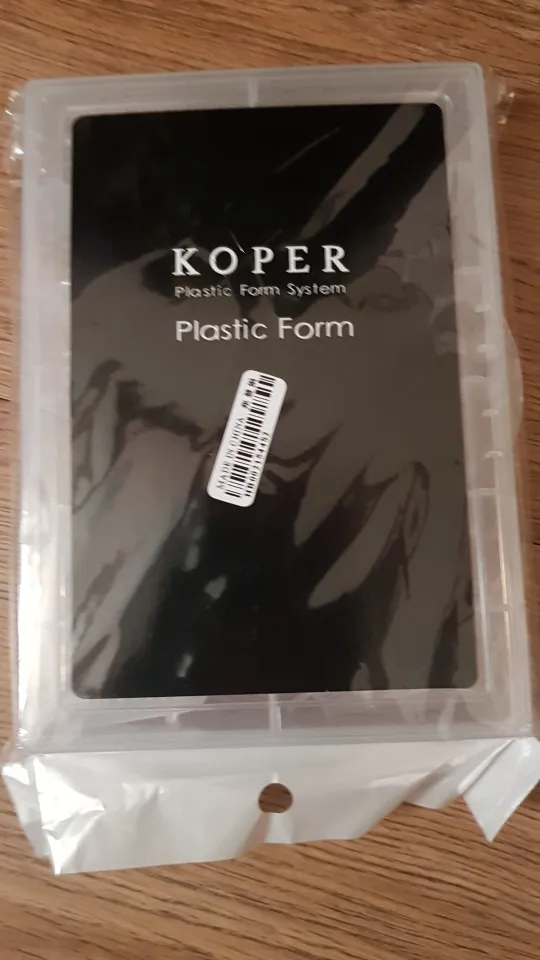 KOPER
Plastic Form System
Plastic Form
MADE IN CHINA